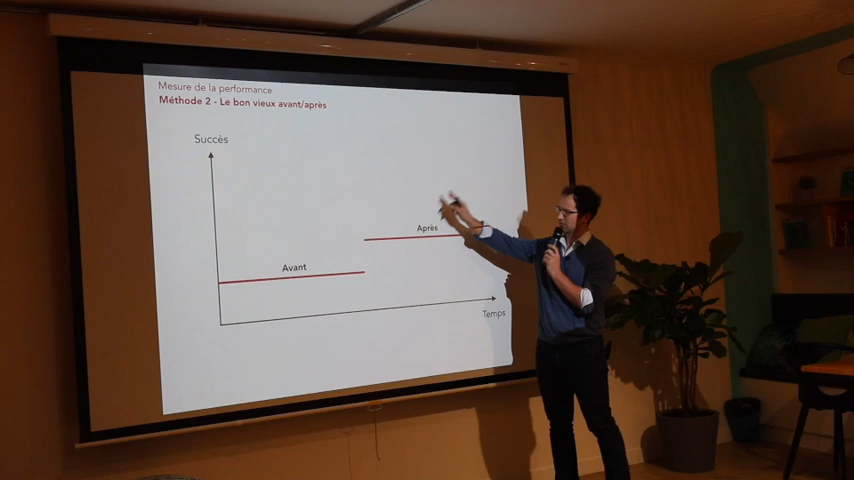 Mesure de la performance
Méthode 2 - Le bon vieux avant/après
Succès
Après
Avant
Temps